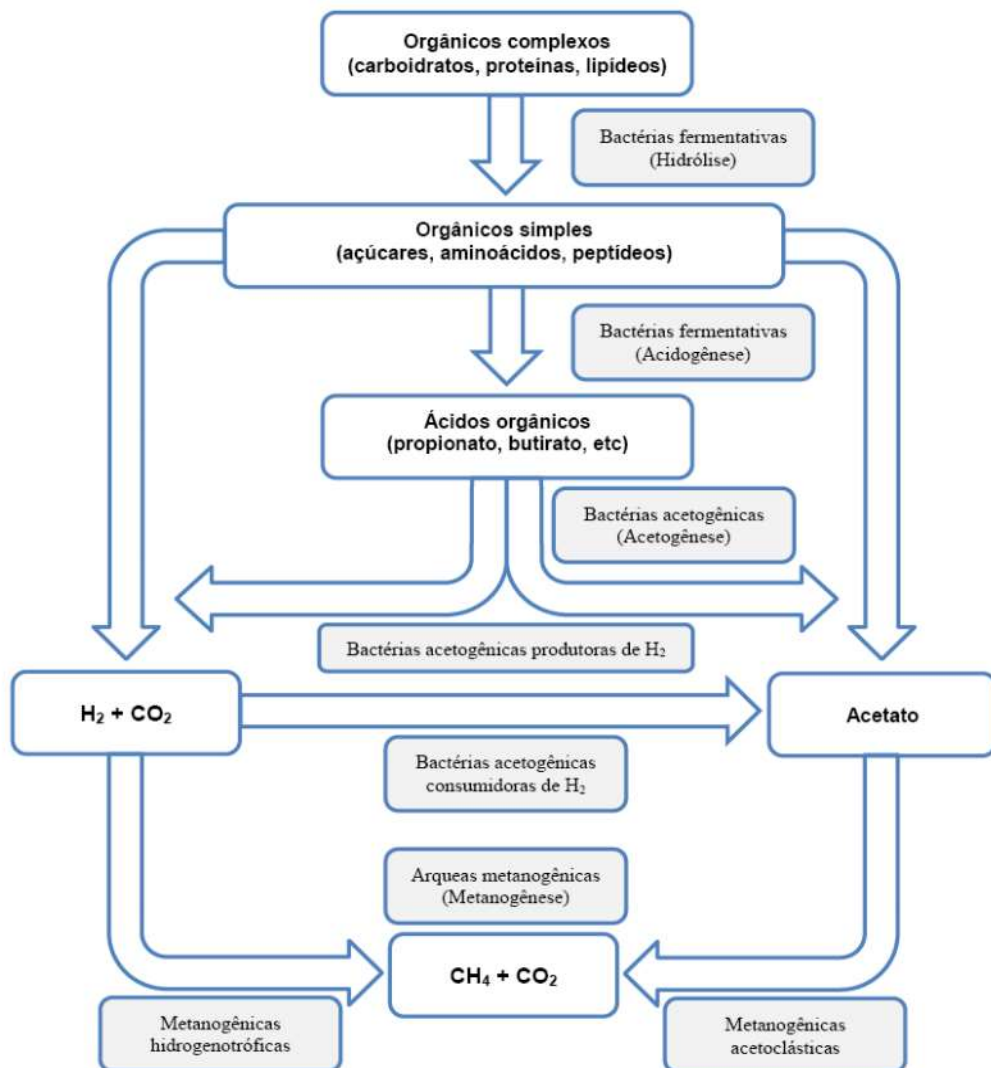 Orgânicos complexos
(carboidratos, proteínas, lipídeos)
Bactérias fermentativas
(Hidrólise)
Orgânicos simples
(açúcares, aminoácidos, peptídeos)
Bactérias fermentativas
(Acidogênese)
Ácidos orgânicos
(propionato, butirato, etc)
Bactérias acetogênicas
(Acetogênese)
Bactérias acetogênicas produtoras de H₂
H₂ + CO₂
Acetato
Bactérias acetogênicas
consumidoras de H₂
Arqueas metanogênicas
(Metanogênese)
CH₄ + CO₂
Metanogênicas
hidrogenotróficas
Metanogênicas
acetoclásticas